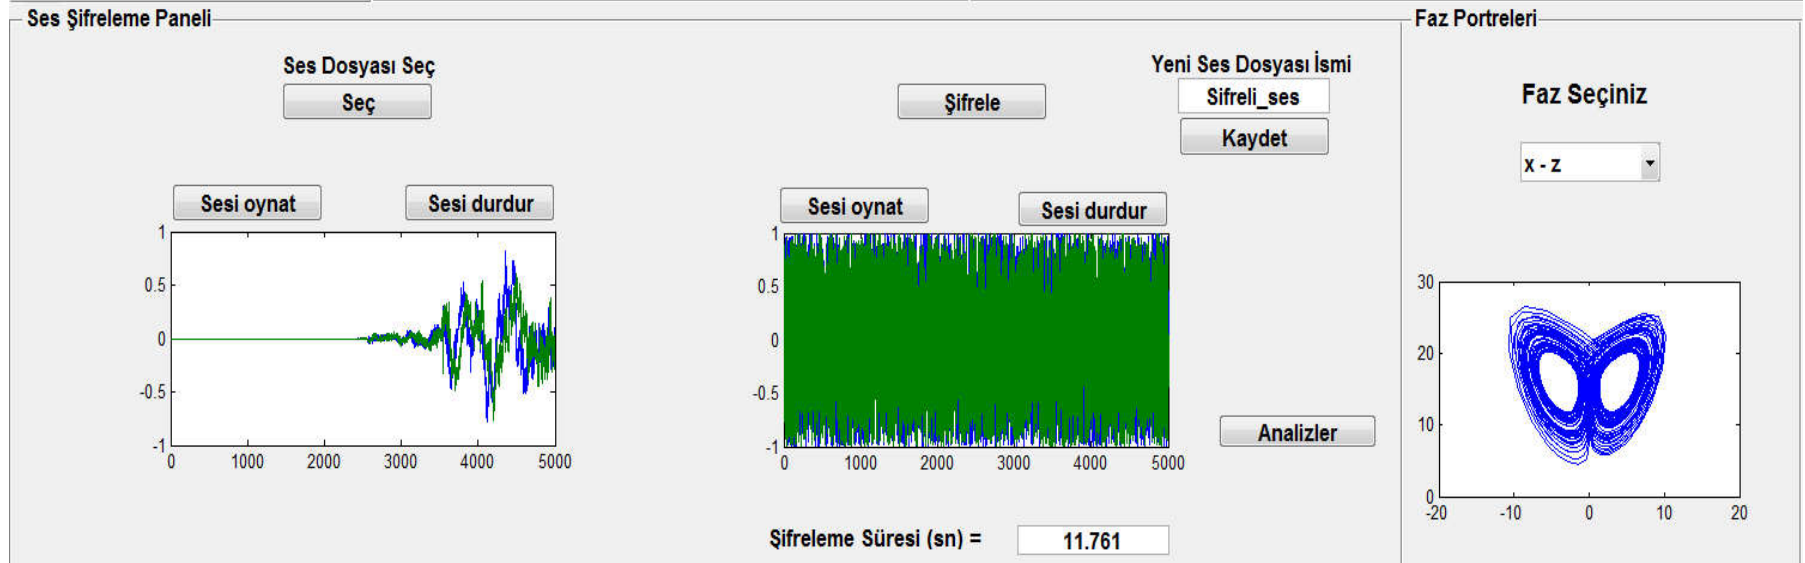 Ses Şifreleme Paneli
Faz Portreleri
Ses Dosyası Seç
Seç
Şifrele
Yeni Ses Dosyası İsmi
Sifreli_ses
Kaydet
Faz Seçiniz
x - z
Sesi oynat
Sesi durdur
Sesi oynat
Sesi durdur
1
0.5
0
-0.5
-1
0 1000 2000 3000 4000 5000
1
0.5
0
-0.5
-1
0 1000 2000 3000 4000 5000
Analizler
30
20
10
0
-20 -10 0 10 20
Şifreleme Süresi (sn) = 11.761